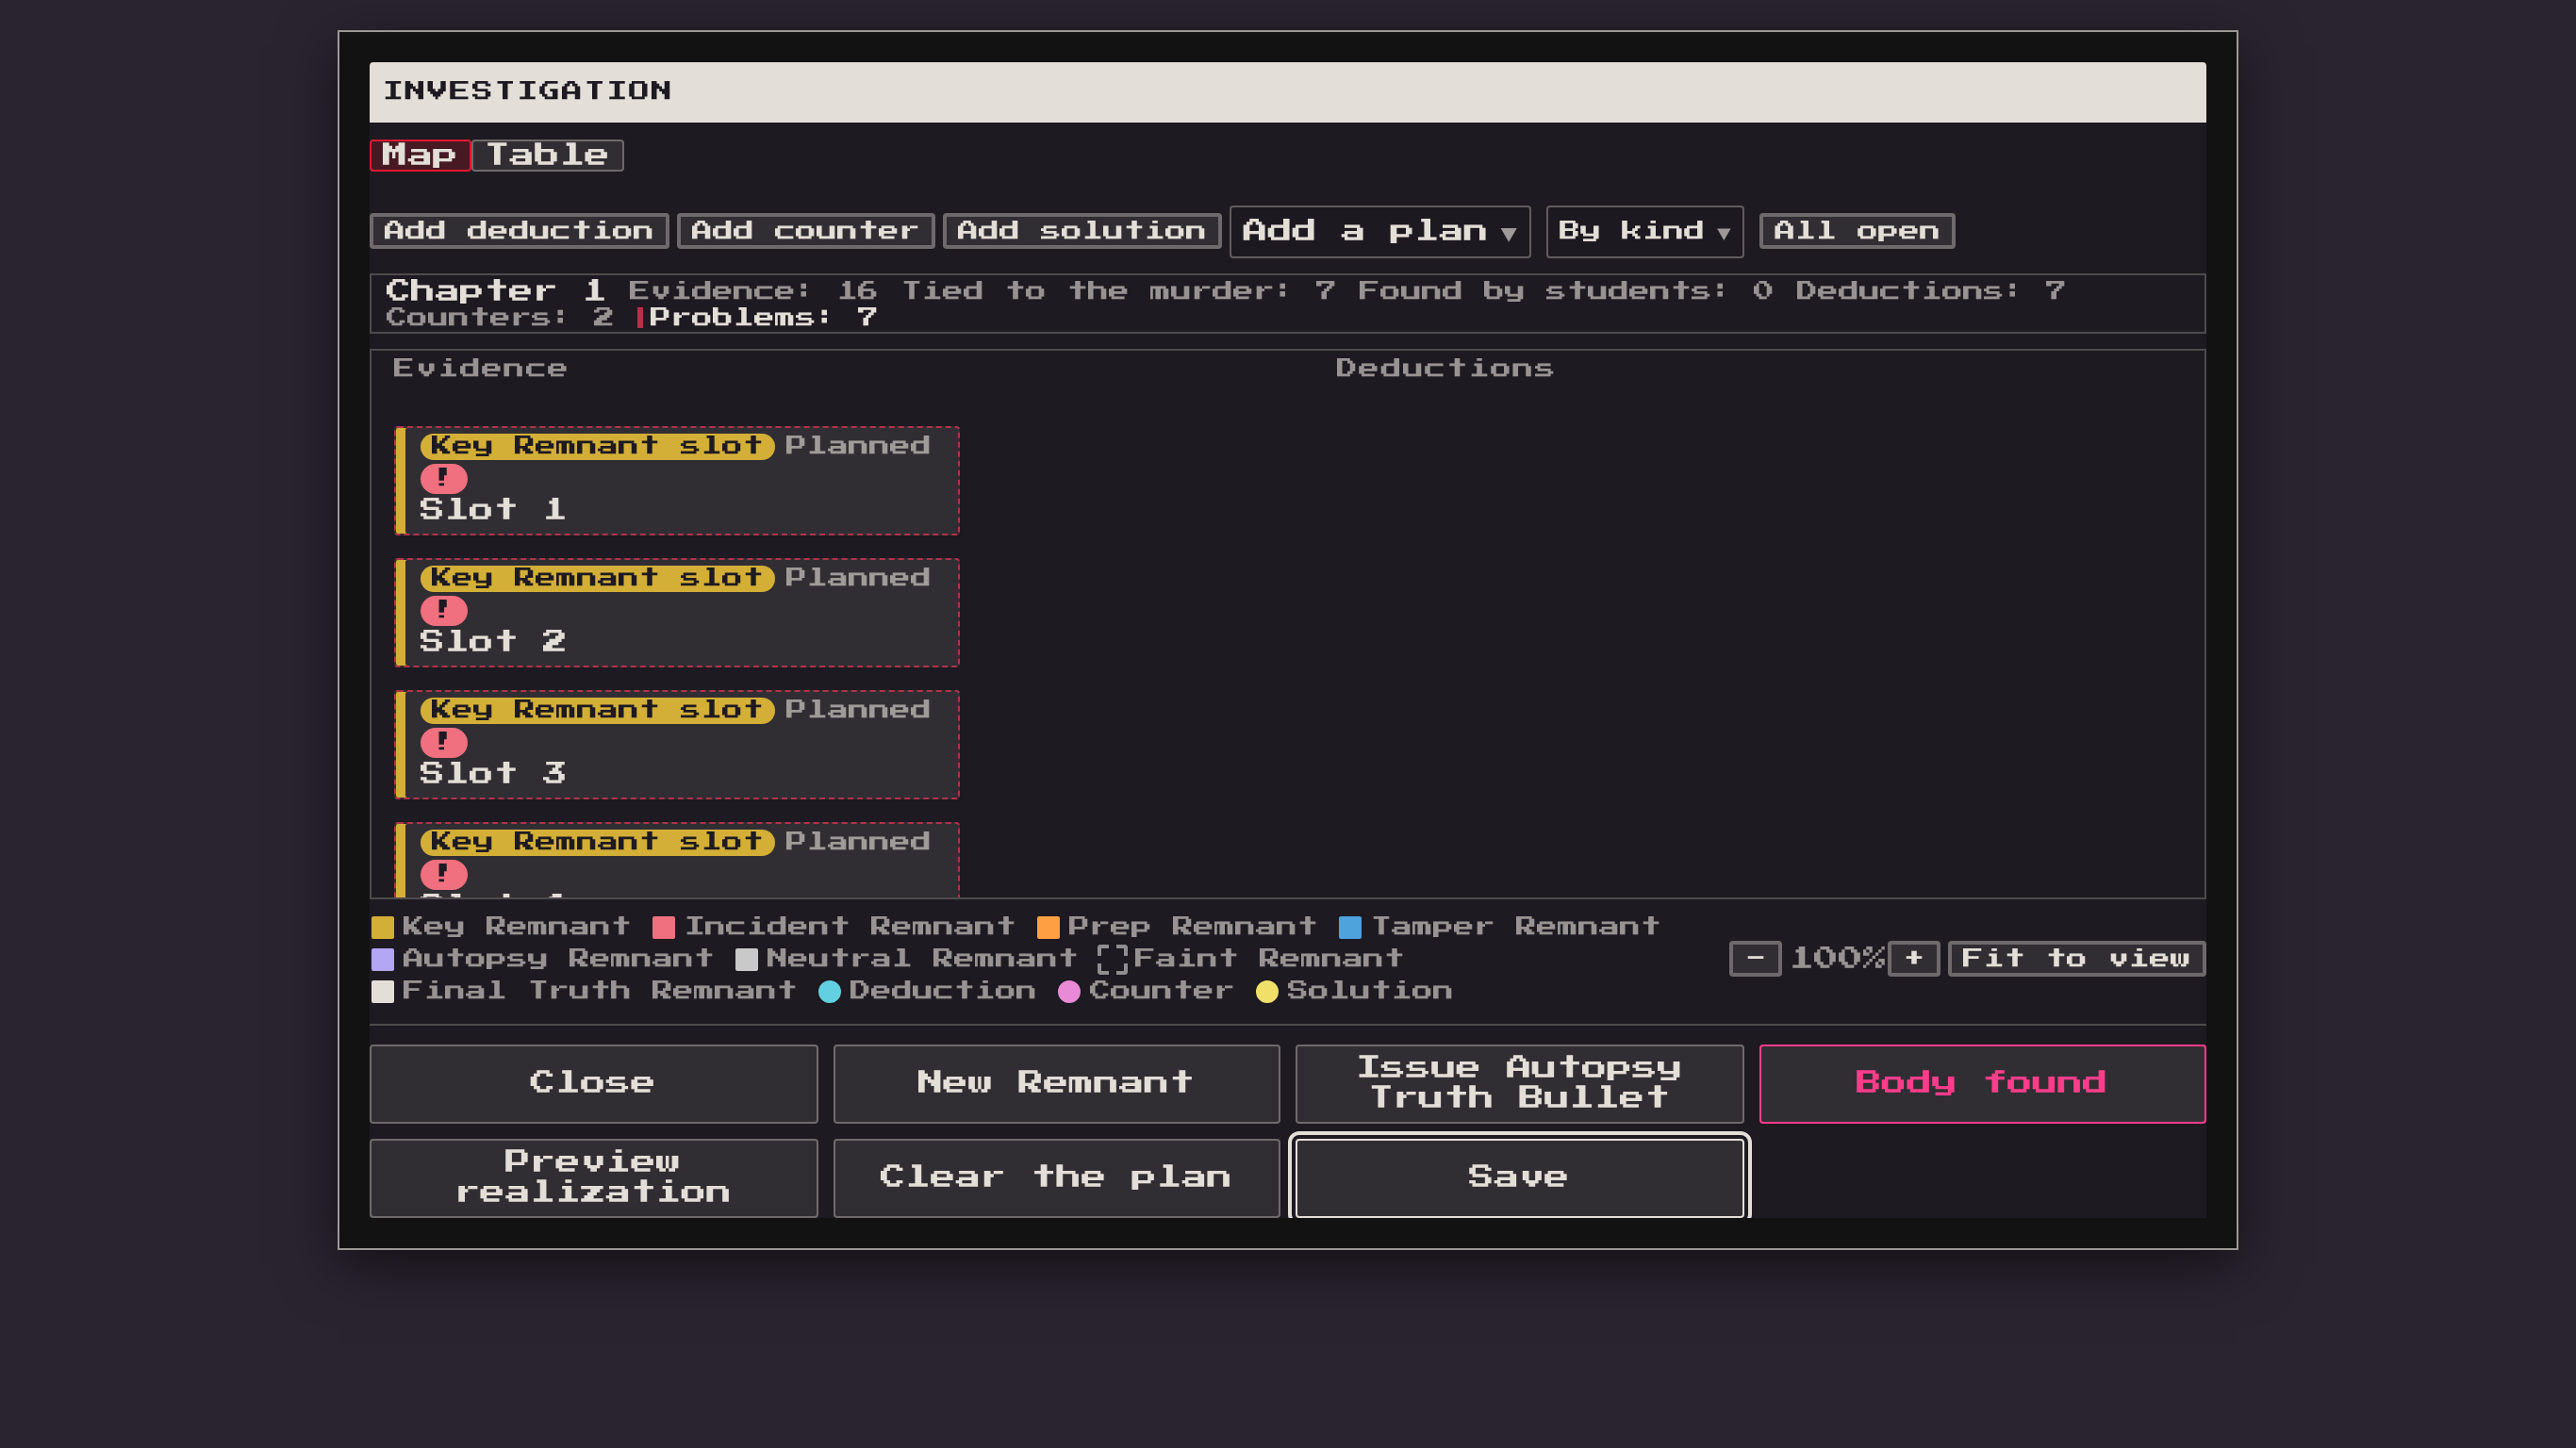 INVESTIGATION
Map Table
Add deduction Add counter Add solution Add a plan ▼ By kind ▼ All open
Chapter 1 Evidence: 16 Tied to the murder: 7 Found by students: 0 Deductions: 7
Counters: 2 Problems: 7
Evidence Deductions
Key Remnant slot Planned
!
Slot 1
Key Remnant slot Planned
!
Slot 2
Key Remnant slot Planned
!
Slot 3
Key Remnant slot Planned
!
Key Remnant Incident Remnant Prep Remnant Tamper Remnant
Autopsy Remnant Neutral Remnant Faint Remnant
Final Truth Remnant Deduction Counter Solution
- 100% + Fit to view
Close New Remnant Issue Autopsy
Truth Bullet Body found
Preview
realization Clear the plan Save